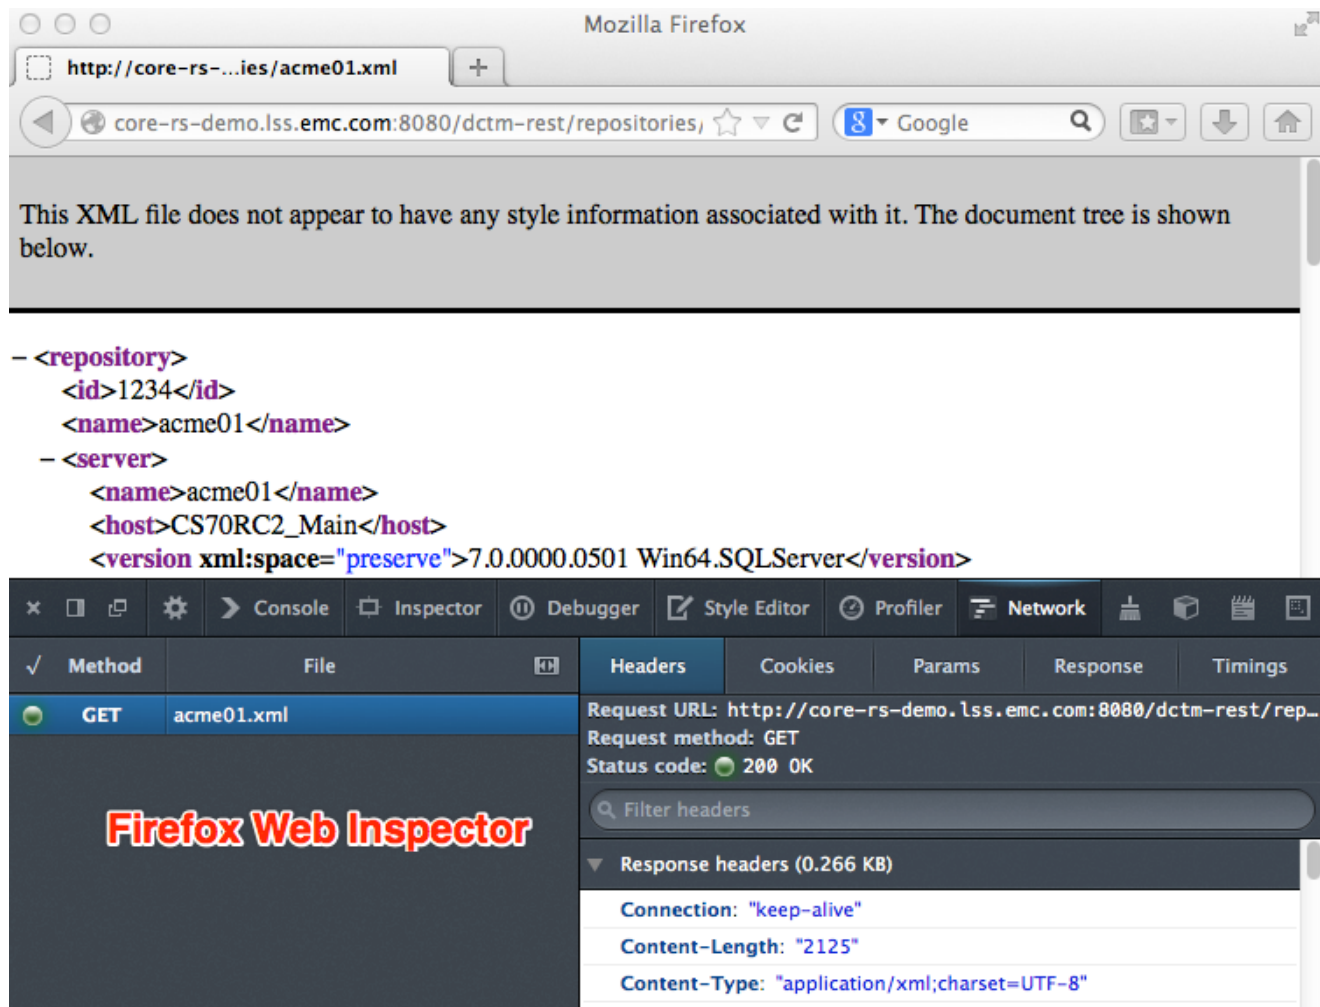 Mozilla Firefox
http://core-rs-...ies/acme01.xml +
core-rs-demo.lss.emc.com:8080/dctm-rest/repositories/ Google
This XML file does not appear to have any style information associated with it. The document tree is shown
below.
– <repository>
<id>1234</id>
<name>acme01</name>
– <server>
<name>acme01</name>
<host>CS70RC2_Main</host>
<version xml:space="preserve">7.0.0000.0501 Win64.SQLServer</version>
Console Inspector Debugger Style Editor Profiler Network
√ Method File Headers Cookies Params Response Timings
GET acme01.xml
Request URL: http://core-rs-demo.lss.emc.com:8080/dctm-rest/rep…
Request method: GET
Status code: 200 OK
Filter headers
Firefox Web Inspector
Response headers (0.266 KB)
Connection: "keep-alive"
Content-Length: "2125"
Content-Type: "application/xml;charset=UTF-8"